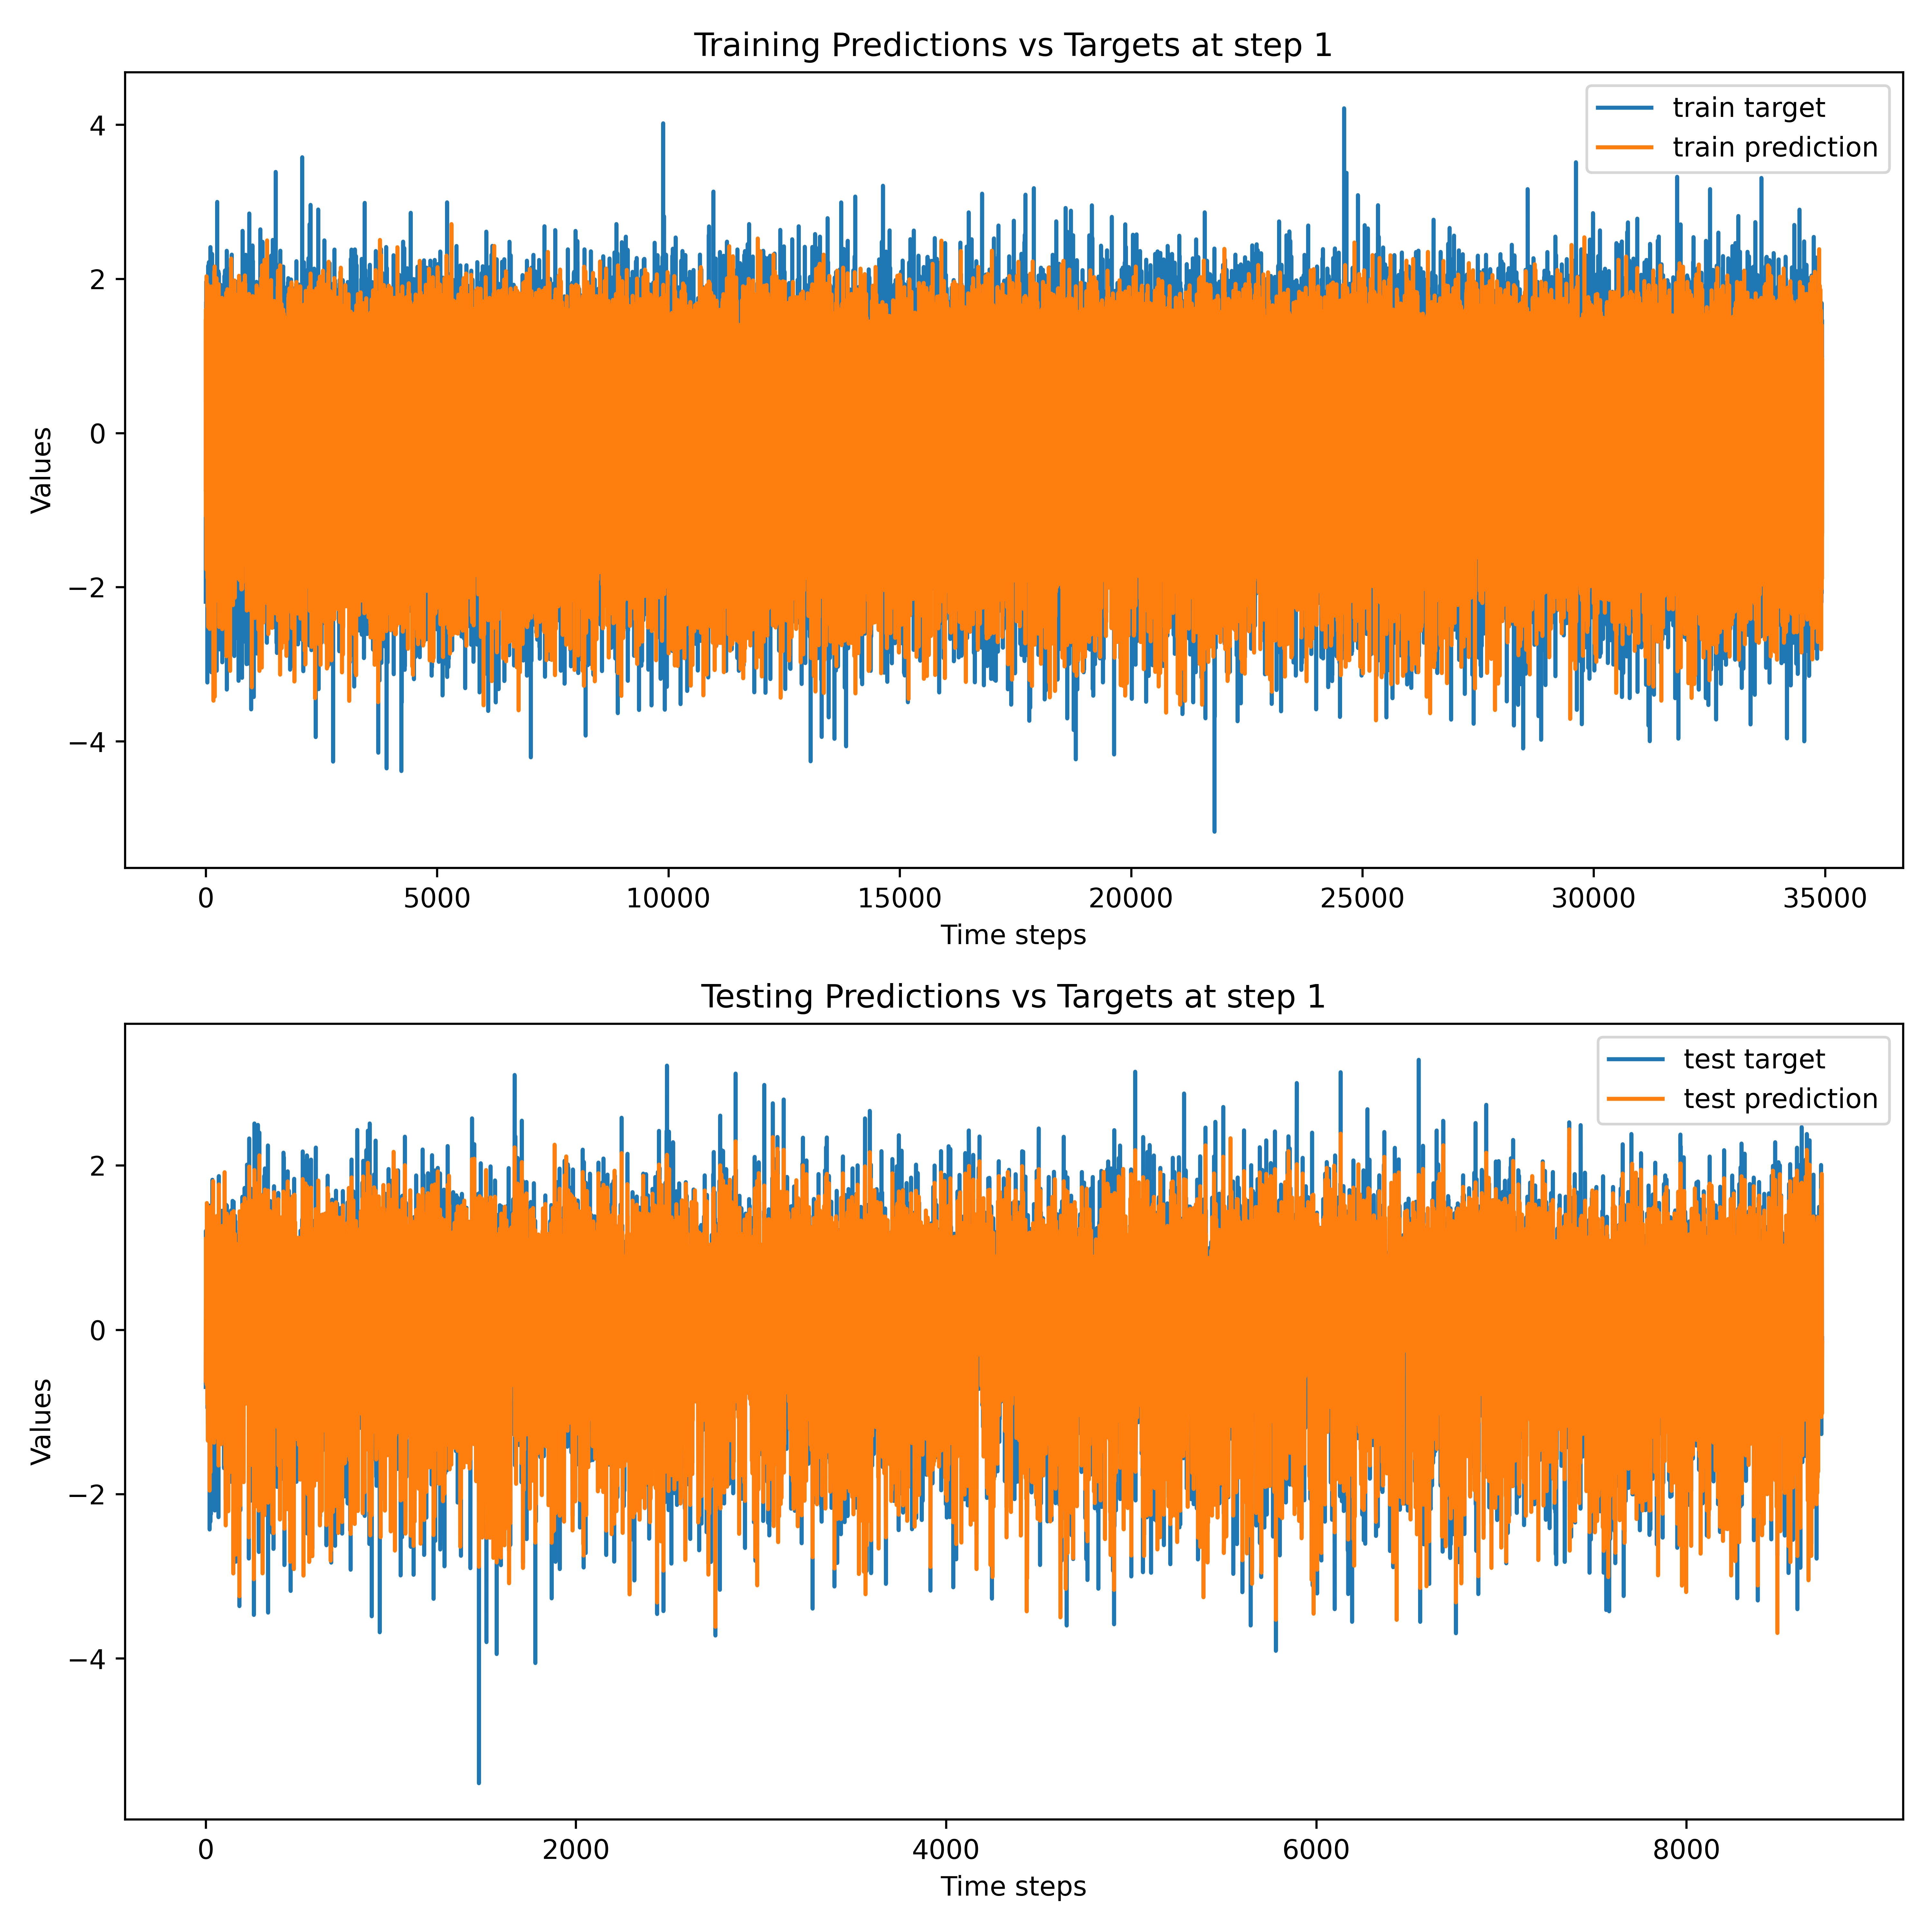 Training Predictions vs Targets at step 1
train target
train prediction
Values
4
2
0
−2
−4
0 5000 10000 15000 20000 25000 30000 35000
Time steps
Testing Predictions vs Targets at step 1
test target
test prediction
Values
2
0
−2
−4
0 2000 4000 6000 8000
Time steps